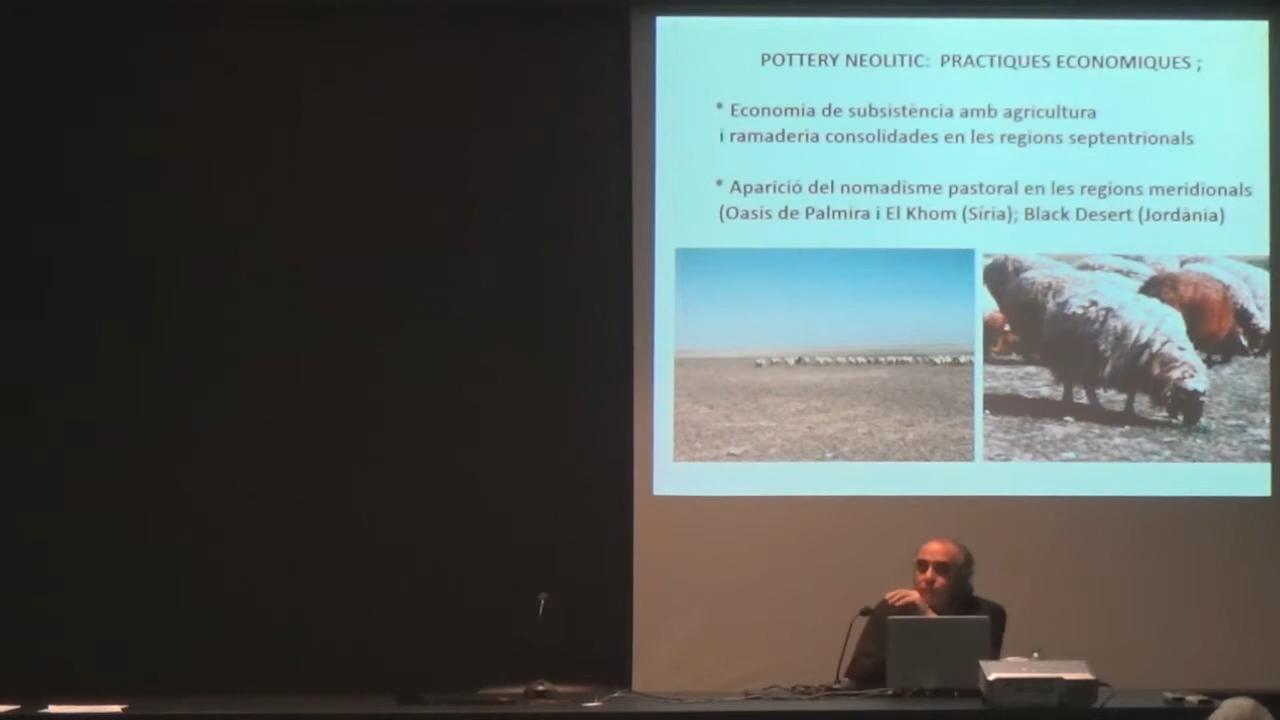 POTTERY NEOLITIC: PRACTIQUES ECONOMIQUES ;
* Economia de subsistència amb agricultura
i ramaderia consolidades en les regions septentrionals
* Aparició del nomadisme pastoral en les regions meridionals
(Oasis de Palmira i El Khom (Síria); Black Desert (Jordània)